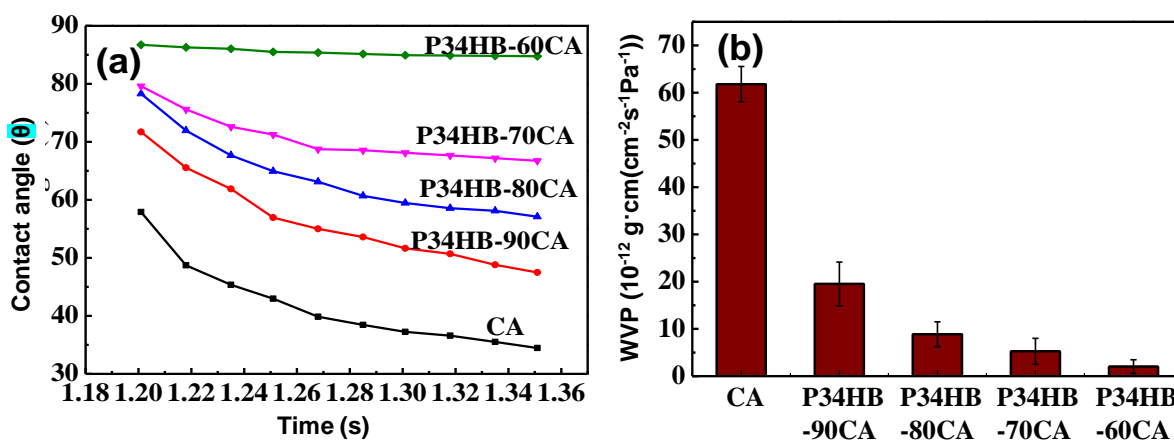 90
80
70
60
50
40
30
Contact angle (θ)
(a)
P34HB-60CA
P34HB-70CA
P34HB-80CA
P34HB-90CA
CA
1.18 1.20 1.22 1.24 1.26 1.28 1.30 1.32 1.34 1.36
Time (s)
70
60
50
40
30
20
10
0
WVP (10⁻¹² g·cm(cm⁻²s⁻¹Pa⁻¹))
(b)
CA P34HB P34HB P34HB P34HB
-90CA -80CA -70CA -60CA